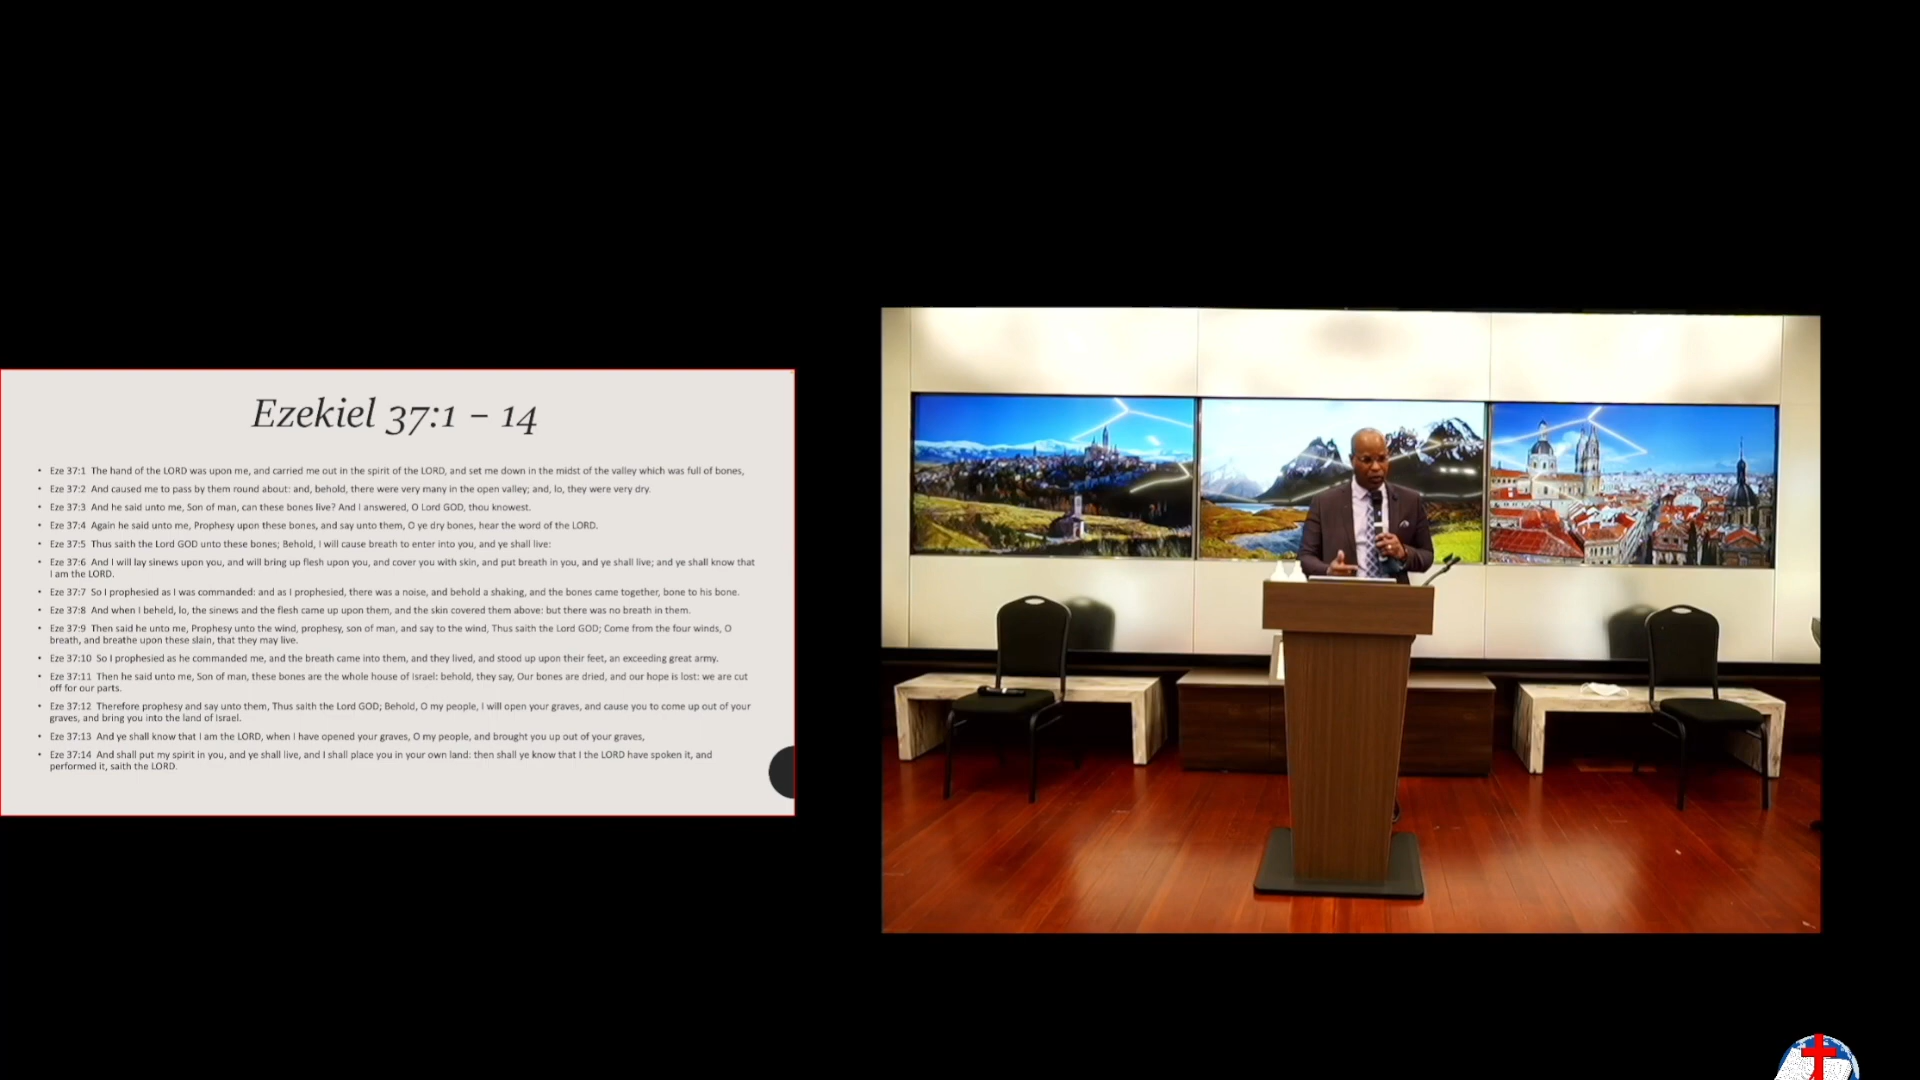 Ezekiel 37:1 – 14
• Eze 37:1 The hand of the LORD was upon me, and carried me out in the spirit of the LORD, and set me down in the midst of the valley which was full of bones,
• Eze 37:2 And caused me to pass by them round about: and, behold, there were very many in the open valley; and, lo, they were very dry.
• Eze 37:3 And he said unto me, Son of man, can these bones live? And I answered, O Lord GOD, thou knowest.
• Eze 37:4 Again he said unto me, Prophesy upon these bones, and say unto them, O ye dry bones, hear the word of the LORD.
• Eze 37:5 Thus saith the Lord GOD unto these bones; Behold, I will cause breath to enter into you, and ye shall live:
• Eze 37:6 And I will lay sinews upon you, and will bring up flesh upon you, and cover you with skin, and put breath in you, and ye shall live; and ye shall know that
I am the LORD.
• Eze 37:7 So I prophesied as I was commanded: and as I prophesied, there was a noise, and behold a shaking, and the bones came together, bone to his bone.
• Eze 37:8 And when I beheld, lo, the sinews and the flesh came up upon them, and the skin covered them above: but there was no breath in them.
• Eze 37:9 Then said he unto me, Prophesy unto the wind, prophesy, son of man, and say to the wind, Thus saith the Lord GOD; Come from the four winds, O
breath, and breathe upon these slain, that they may live.
• Eze 37:10 So I prophesied as he commanded me, and the breath came into them, and they lived, and stood up upon their feet, an exceeding great army.
• Eze 37:11 Then he said unto me, Son of man, these bones are the whole house of Israel: behold, they say, Our bones are dried, and our hope is lost: we are cut
off for our parts.
• Eze 37:12 Therefore prophesy and say unto them, Thus saith the Lord GOD; Behold, O my people, I will open your graves, and cause you to come up out of your
graves, and bring you into the land of Israel.
• Eze 37:13 And ye shall know that I am the LORD, when I have opened your graves, O my people, and brought you up out of your graves,
• Eze 37:14 And shall put my spirit in you, and ye shall live, and I shall place you in your own land: then shall ye know that I the LORD have spoken it, and
performed it, saith the LORD.